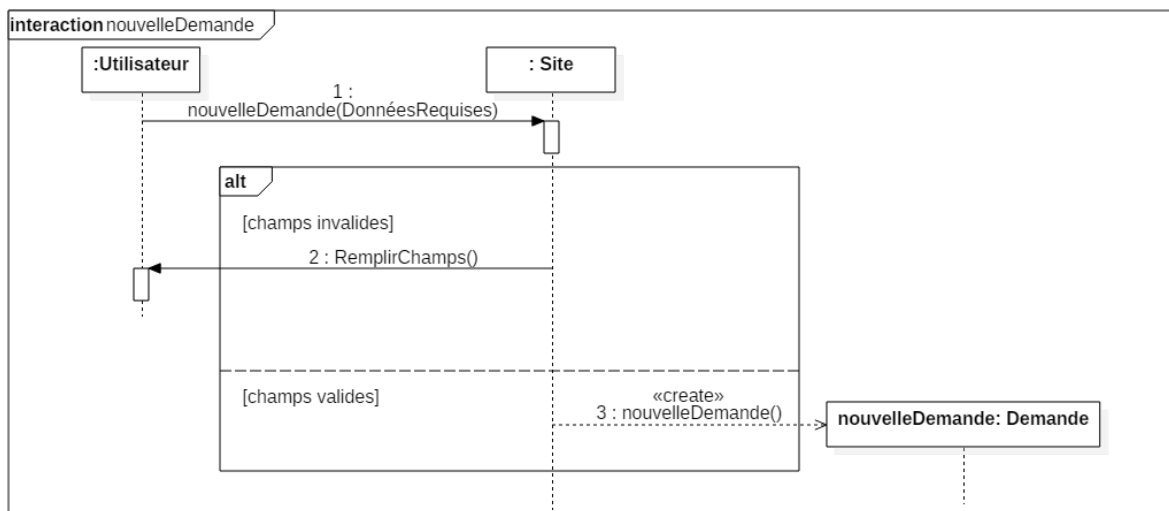 interaction nouvelleDemande
:Utilisateur
: Site
1 :
nouvelleDemande(DonnéesRequises)
alt
[champs invalides]
2 : RemplirChamps()
[champs valides]
«create»
3 : nouvelleDemande()
nouvelleDemande: Demande